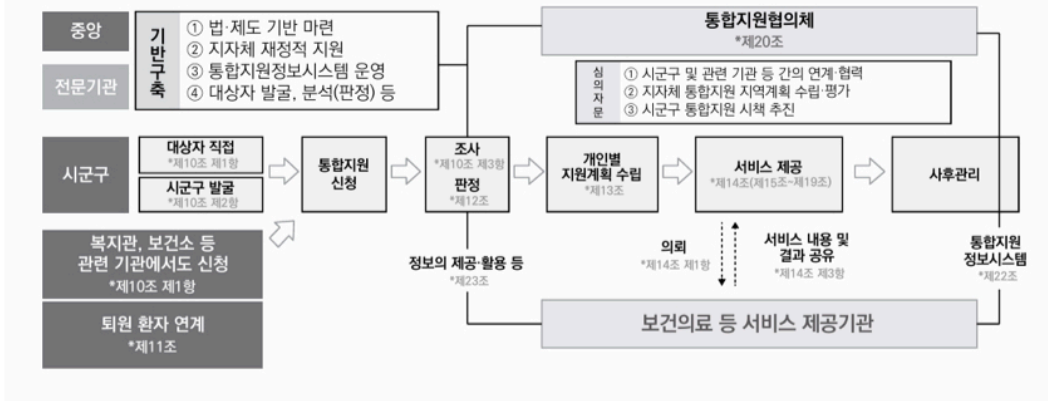 중앙
전문기관
기반구축
① 법·제도 기반 마련
② 지자체 재정적 지원
③ 통합지원정보시스템 운영
④ 대상자 발굴, 분석(판정) 등
통합지원협의체
*제20조
심의자문
① 시군구 및 관련 기관 등 간의 연계·협력
② 지자체 통합지원 지역계획 수립·평가
③ 시군구 통합지원 시책 추진
시군구
대상자 직접
*제10조 제1항
시군구 발굴
*제10조 제2항
통합지원
신청
조사
*제10조 제3항
판정
*제12조
개인별
지원계획 수립
*제13조
서비스 제공
*제14조(제15조~제19조)
사후관리
복지관, 보건소 등
관련 기관에서도 신청
*제10조 제1항
퇴원 환자 연계
*제11조
정보의 제공·활용 등
*제23조
의뢰
*제14조 제1항
서비스 내용 및
결과 공유
*제14조 제3항
통합지원
정보시스템
*제22조
보건의료 등 서비스 제공기관